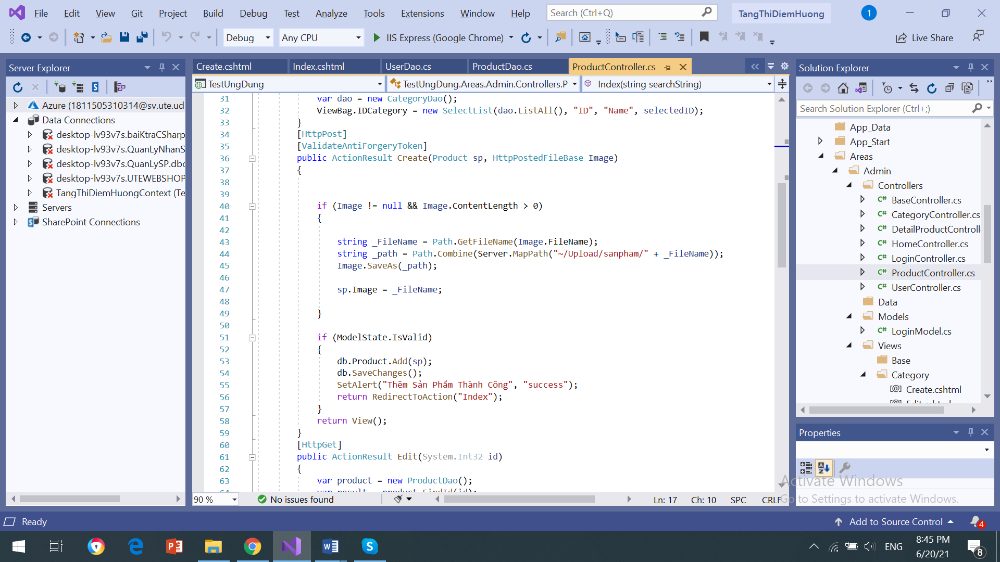 File Edit View Git Project Build Debug Test Analyze Tools Extensions Window Help Search (Ctrl+Q) TangThiDiemHuong 1
Debug Any CPU IIS Express (Google Chrome) Live Share
Server Explorer
Azure (1811505310314@sv.ute.ud
Data Connections
desktop-lv93v7s.baiKtraCSharp
desktop-lv93v7s.QuanLyNhanS
desktop-lv93v7s.QuanLySP.dbo
desktop-lv93v7s.UTEWEBSHOP
TangThiDiemHuongContext (Te
Servers
SharePoint Connections
Create.cshtml Index.cshtml UserDao.cs ProductDao.cs ProductController.cs
TestUngDung TestUngDung.Areas.Admin.Controllers.P Index(string searchString)
31 var dao = new CategoryDao();
32 ViewBag.IDCategory = new SelectList(dao.ListAll(), "ID", "Name", selectedID);
33 }
34 [HttpPost]
35 [ValidateAntiForgeryToken]
36 public ActionResult Create(Product sp, HttpPostedFileBase Image)
37 {
38
39
40 if (Image != null && Image.ContentLength > 0)
41 {
42
43 string _FileName = Path.GetFileName(Image.FileName);
44 string _path = Path.Combine(Server.MapPath("~/Upload/sanpham/" + _FileName));
45 Image.SaveAs(_path);
46
47 sp.Image = _FileName;
48
49 }
50
51 if (ModelState.IsValid)
52 {
53 db.Product.Add(sp);
54 db.SaveChanges();
55 SetAlert("Thêm Sản Phẩm Thành Công", "success");
56 return RedirectToAction("Index");
57 }
58 return View();
59 }
60 [HttpGet]
61 public ActionResult Edit(System.Int32 id)
62 {
63 var product = new ProductDao();
64 var result = product.FindId(id);
90 % No issues found Ln: 17 Ch: 10 SPC CRLF
Solution Explorer
Search Solution Explorer (Ctrl+;)
App_Data
App_Start
Areas
Admin
Controllers
C# BaseController.cs
C# CategoryController.cs
C# DetailProductControll
C# HomeController.cs
C# LoginController.cs
C# ProductController.cs
C# UserController.cs
Data
Models
C# LoginModel.cs
Views
Base
Category
[@] Create.cshtml
[@] Edit.cshtml
Properties
Activate Windows
Go to Settings to activate Windows.
Ready Add to Source Control 4
ENG 8:45 PM
6/20/21 8